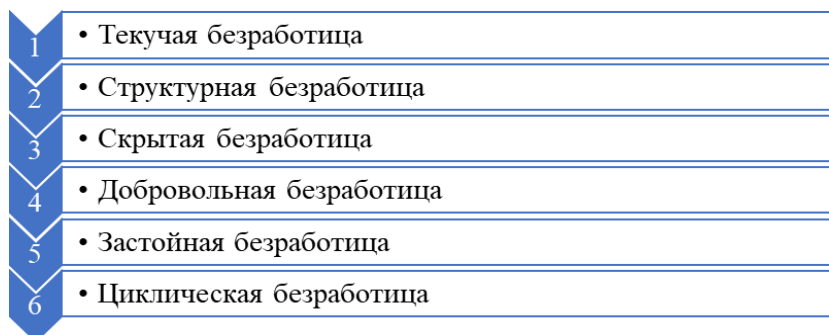 1 • Текучая безработица
2 • Структурная безработица
3 • Скрытая безработица
4 • Добровольная безработица
5 • Застойная безработица
6 • Циклическая безработица